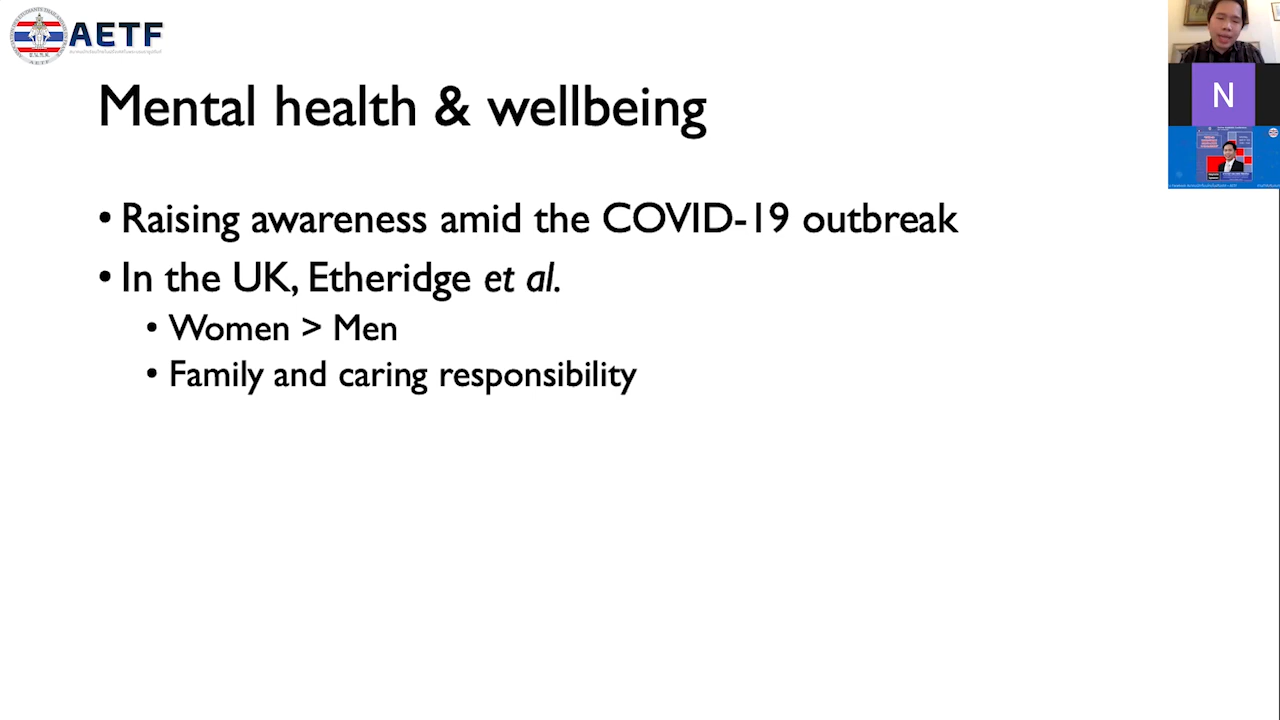 AETF
Mental health & wellbeing
• Raising awareness amid the COVID-19 outbreak
• In the UK, Etheridge et al.
• Women > Men
• Family and caring responsibility
N